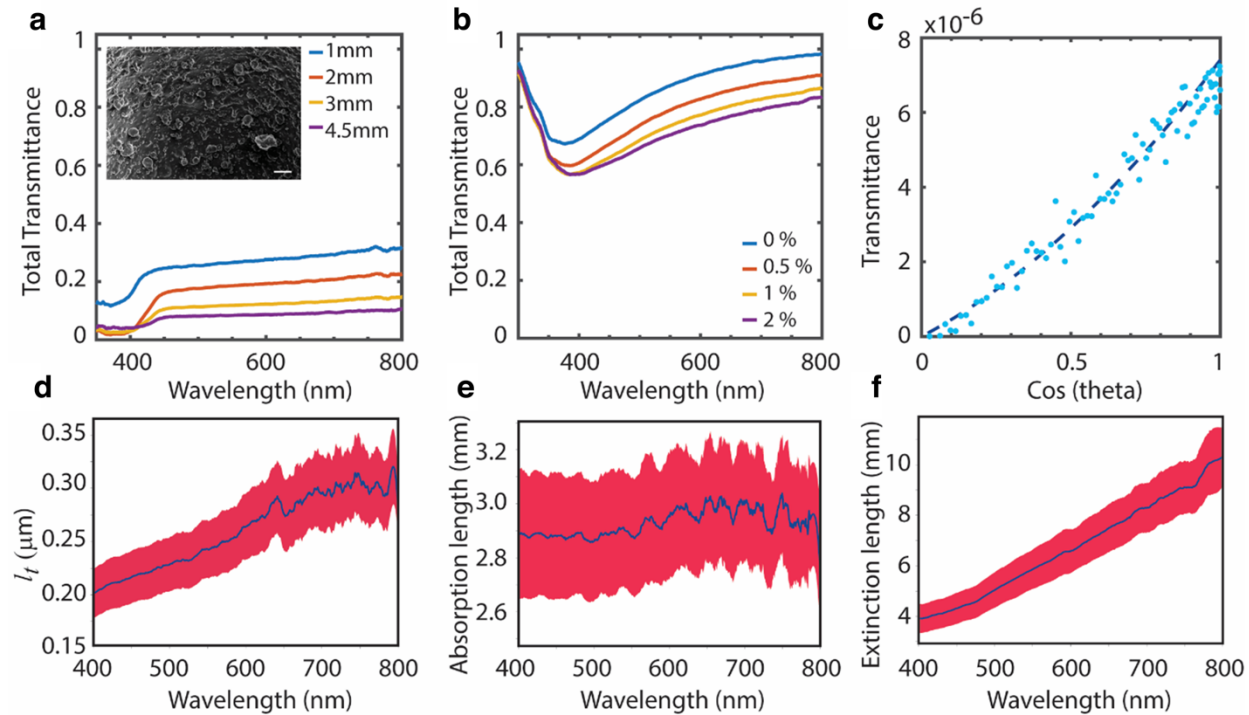 a
Total Transmittance
1
0.8
0.6
0.4
0.2
0
1mm
2mm
3mm
4.5mm
400
600
800
Wavelength (nm)
b
Total Transmittance
1
0.8
0.6
0.4
0.2
0
0 %
0.5 %
1 %
2 %
400
600
800
Wavelength (nm)
c
x10-6
Transmittance
8
6
4
2
0
0
0.5
1
Cos (theta)
d
lt (μm)
0.35
0.30
0.25
0.20
0.15
400
500
600
700
800
Wavelength (nm)
e
Absorption length (mm)
3.2
3.0
2.8
2.6
400
500
600
700
800
Wavelength (nm)
f
Extinction length (mm)
10
8
6
4
400
500
600
700
800
Wavelength (nm)